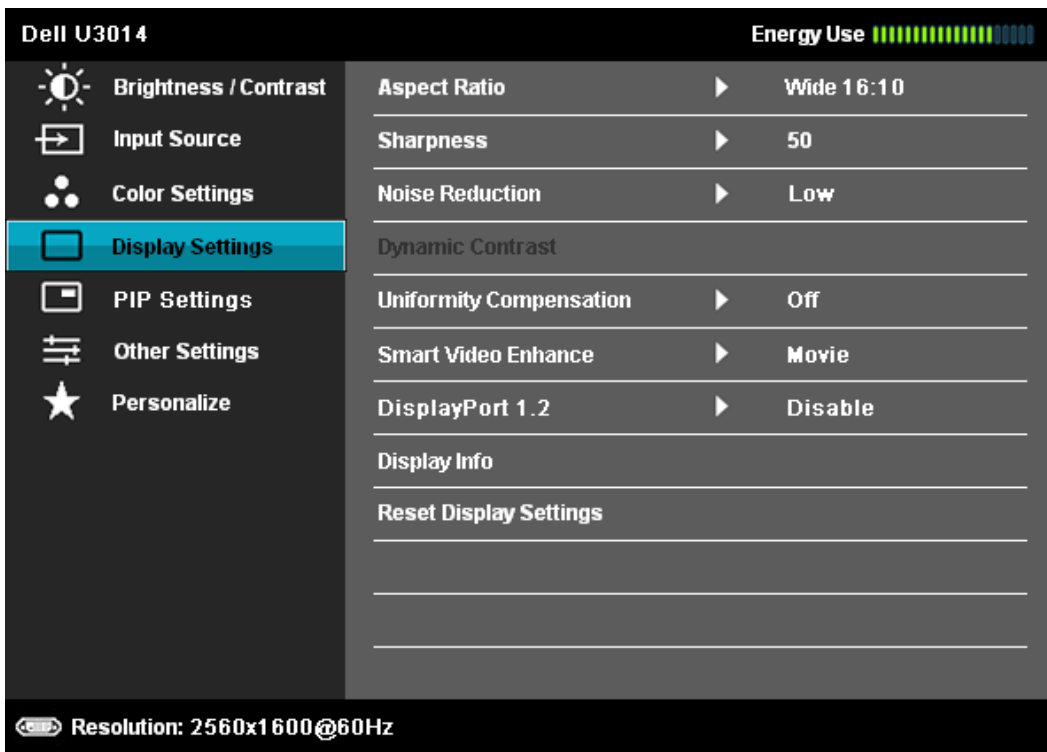 Dell U3014 Energy Use
Brightness / Contrast Aspect Ratio Wide 16:10
Input Source Sharpness 50
Color Settings Noise Reduction Low
Display Settings Dynamic Contrast
PIP Settings Uniformity Compensation Off
Other Settings Smart Video Enhance Movie
Personalize DisplayPort 1.2 Disable
Display Info
Reset Display Settings
Resolution: 2560x1600@60Hz